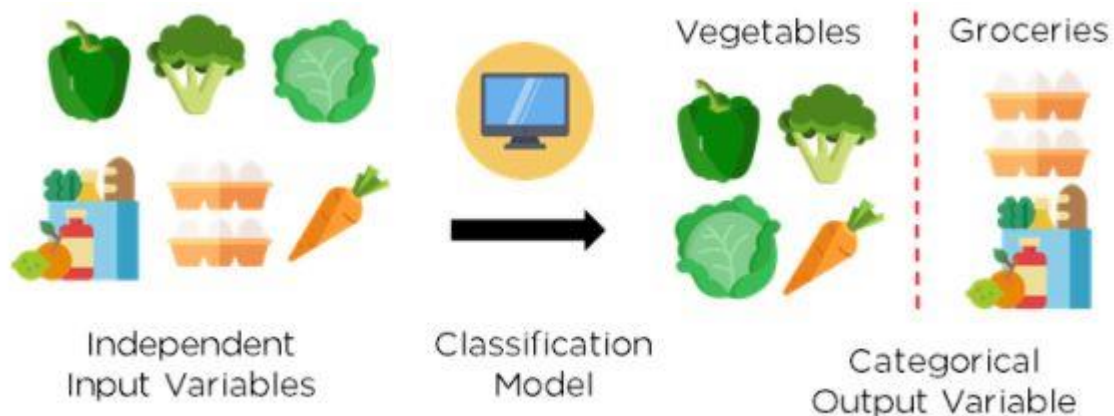 Vegetables
Groceries
Independent
Input Variables
Classification
Model
Categorical
Output Variable